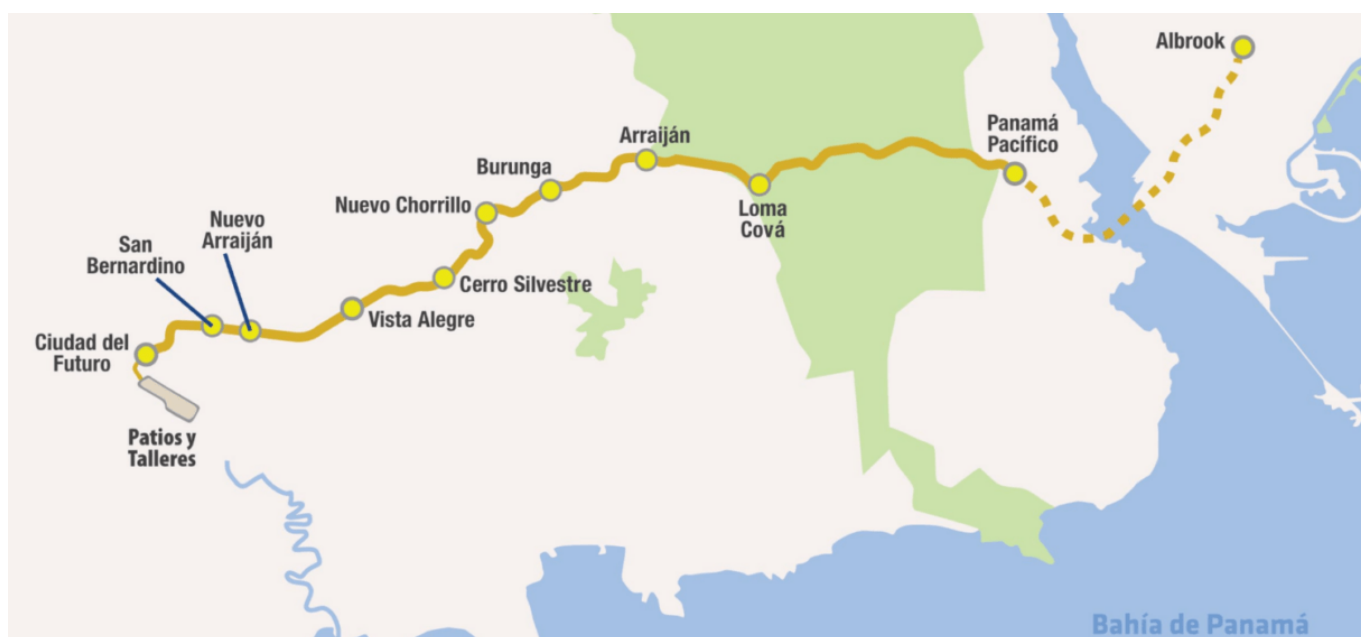 Albrook
Panamá
Pacífico
Arraiján
Burunga
Loma
Cová
Nuevo Chorrillo
Nuevo
Arraiján
San
Bernardino
Cerro Silvestre
Vista Alegre
Ciudad del
Futuro
Patios y
Talleres
Bahía de Panamá